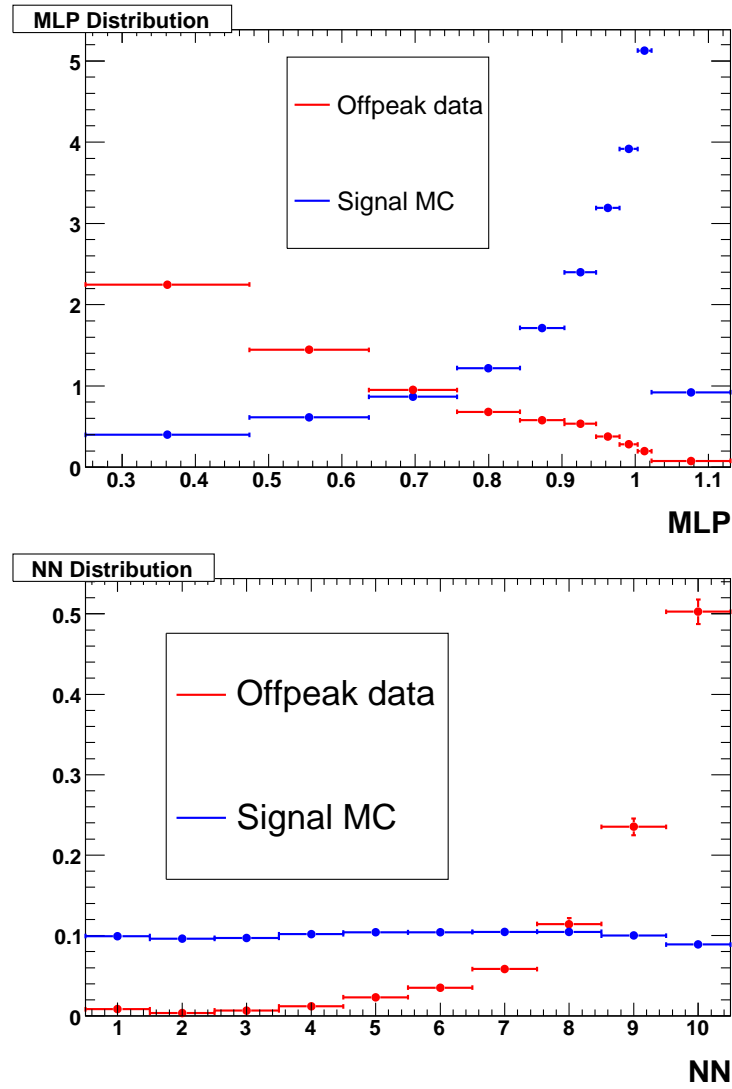 MLP Distribution
5
4
3
2
1
0
Offpeak data
Signal MC
0.3 0.4 0.5 0.6 0.7 0.8 0.9 1 1.1
MLP
NN Distribution
0.5
0.4
0.3
0.2
0.1
0
Offpeak data
Signal MC
1 2 3 4 5 6 7 8 9 10
NN